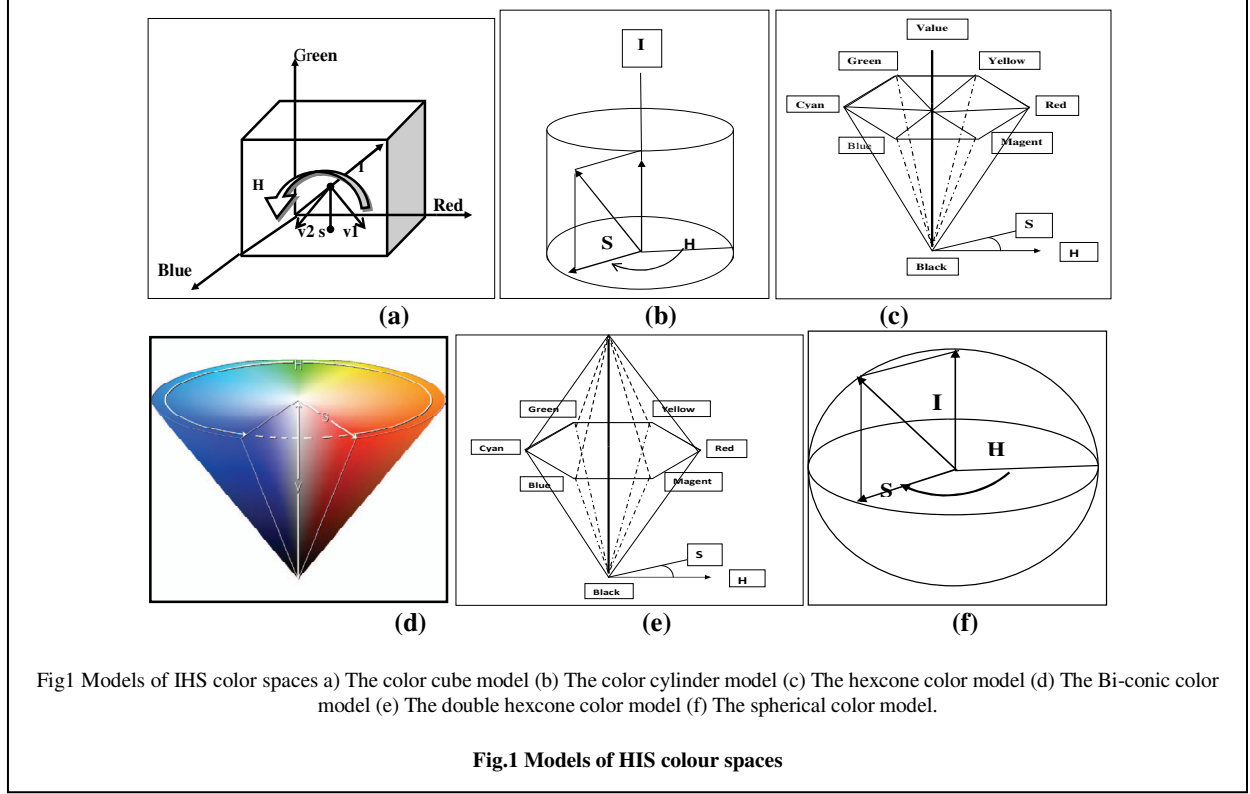 Green
H
I
Red
v2 s v1
Blue
(a)
I
S
H
(b)
Value
Green
Yellow
Cyan
Red
Blue
Magent
S
H
Black
(c)
H
S
V
(d)
Green
Yellow
Cyan
Red
Blue
Magent
S
H
Black
(e)
I
H
S
(f)
Fig1 Models of IHS color spaces a) The color cube model (b) The color cylinder model (c) The hexcone color model (d) The Bi-conic color
model (e) The double hexcone color model (f) The spherical color model.
Fig.1 Models of HIS colour spaces